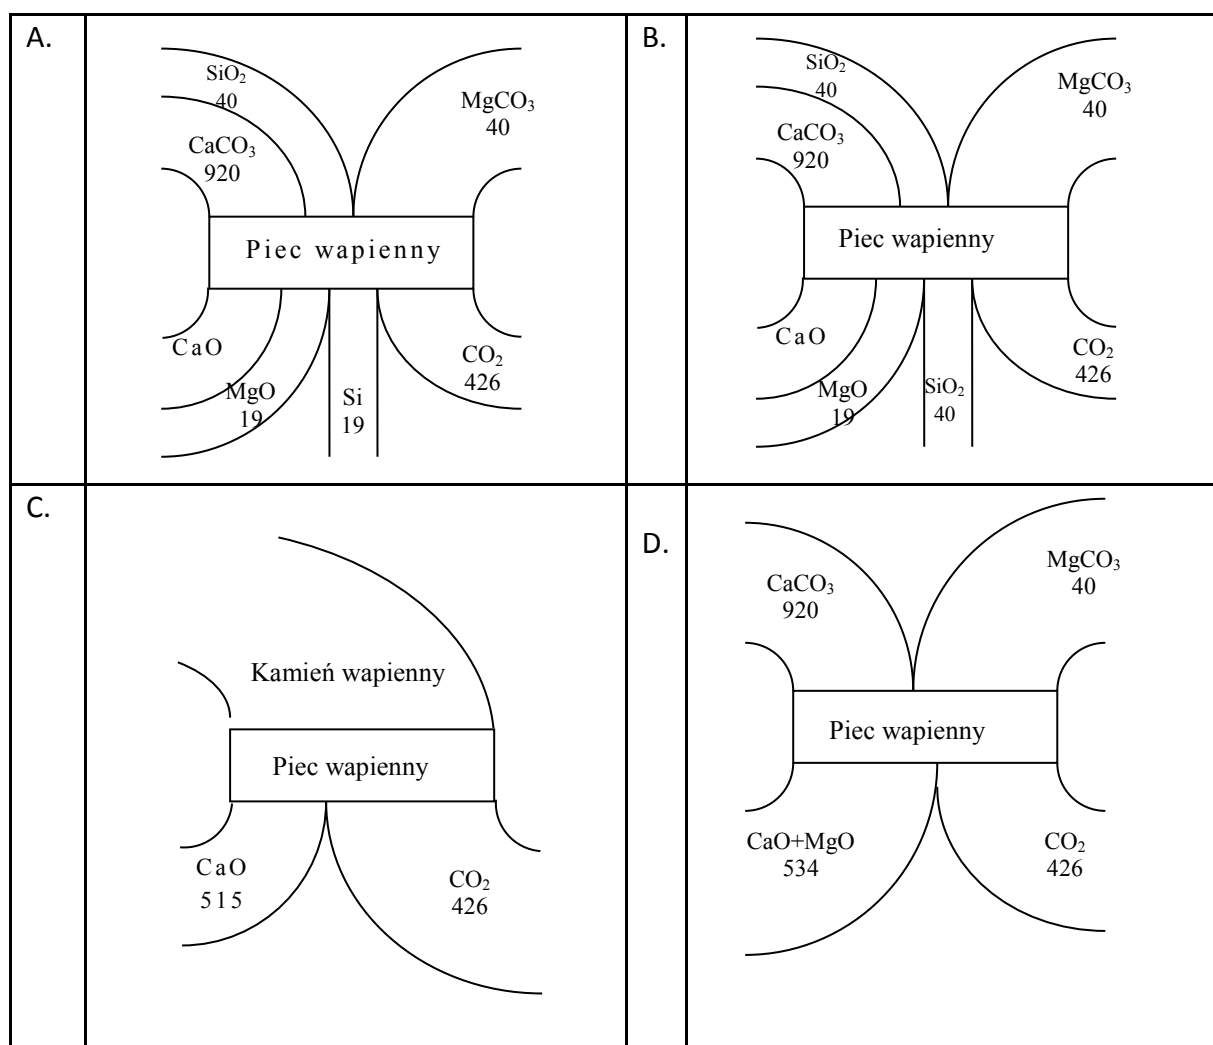 A.
SiO₂
40
MgCO₃
40
CaCO₃
920
Piec wapienny
CaO
MgO
19
Si
19
CO₂
426
B.
SiO₂
40
MgCO₃
40
CaCO₃
920
Piec wapienny
CaO
MgO
19
SiO₂
40
CO₂
426
C.
Kamień wapienny
Piec wapienny
CaO
515
CO₂
426
D.
CaCO₃
920
MgCO₃
40
Piec wapienny
CaO+MgO
534
CO₂
426